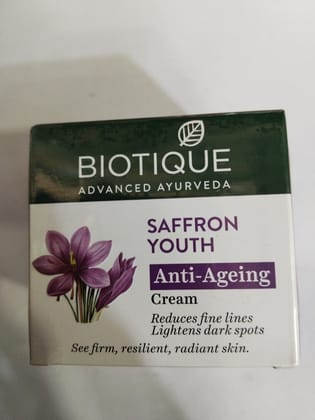 BIOTIQUE
ADVANCED AYURVEDA
SAFFRON
YOUTH
Anti-Ageing
Cream
Reduces fine lines
Lightens dark spots
See firm, resilient, radiant skin.